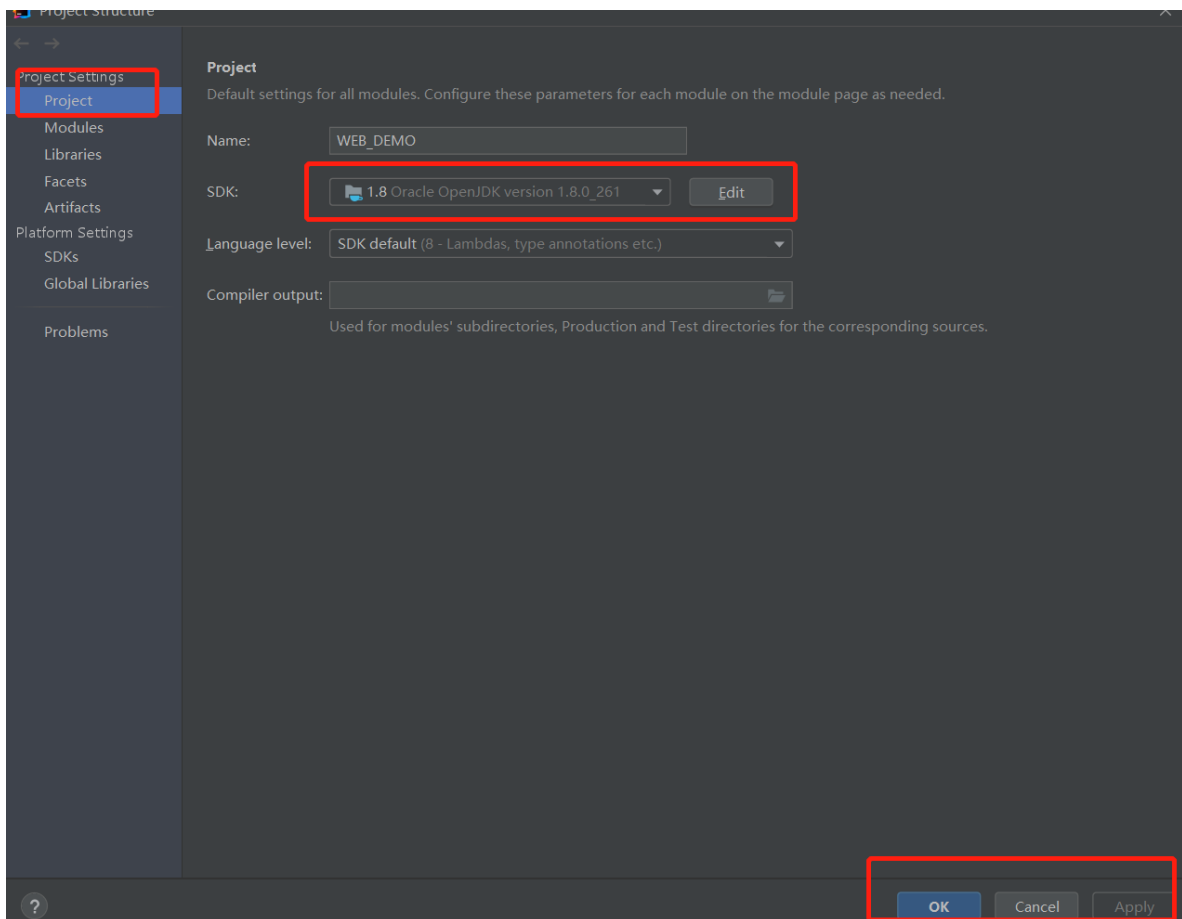 Project Structure
Project Settings
Project
Modules
Libraries
Facets
Artifacts
Platform Settings
SDKs
Global Libraries
Problems
Project
Default settings for all modules. Configure these parameters for each module on the module page as needed.
Name: WEB_DEMO
SDK: 1.8 Oracle OpenJDK version 1.8.0_261 Edit
Language level: SDK default (8 - Lambdas, type annotations etc.)
Compiler output:
Used for modules' subdirectories, Production and Test directories for the corresponding sources.
? OK Cancel Apply